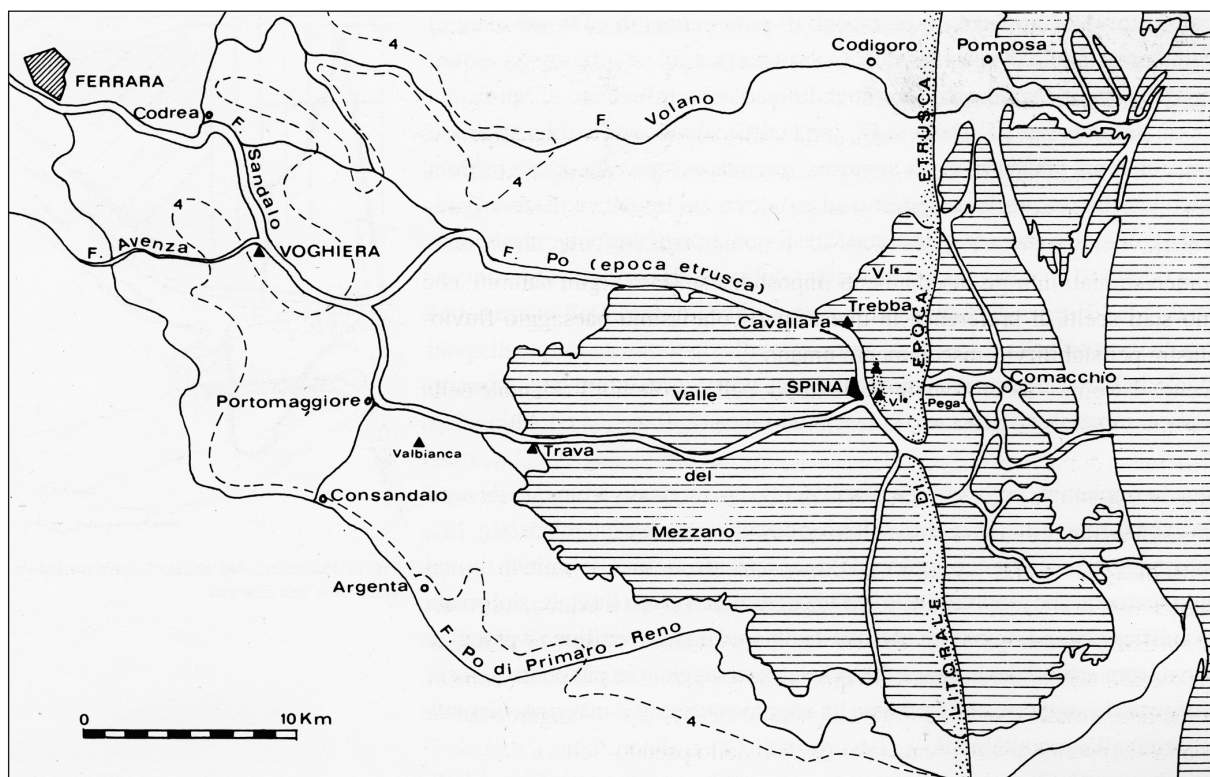 4
Codigoro
Pomposa
FERRARA
Codrea
F. Sandalo
F. Volano
4
4
F. Avenza
VOGHIERA
F. Po (epoca etrusca)
V.le
Trebba
Cavallara
SPINA
V.le
Pega
Comacchio
Valle
del
Mezzano
Portomaggiore
Valbianca
Trava
Consandalo
Argenta
F. Po di Primaro-Reno
LITORALE DI EPOCA ETRUSCA
0 10 Km
4